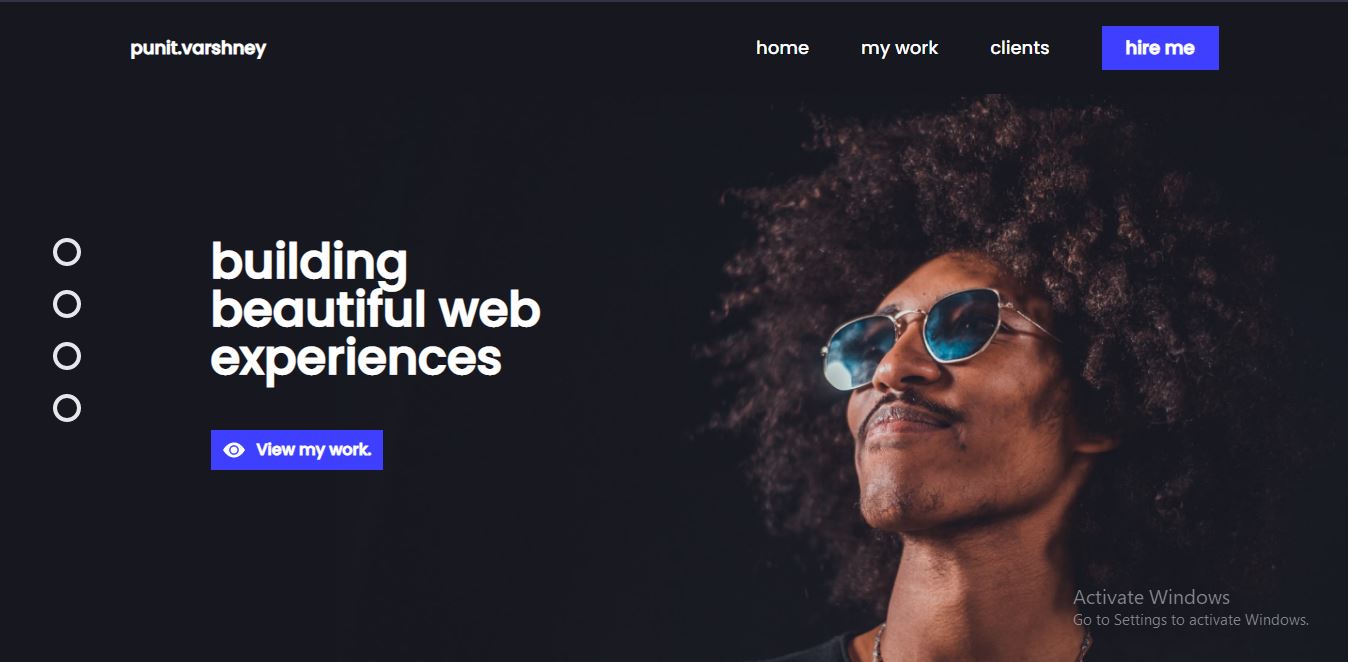 punit.varshney
home
my work
clients
hire me
building
beautiful web
experiences
View my work.
Activate Windows
Go to Settings to activate Windows.